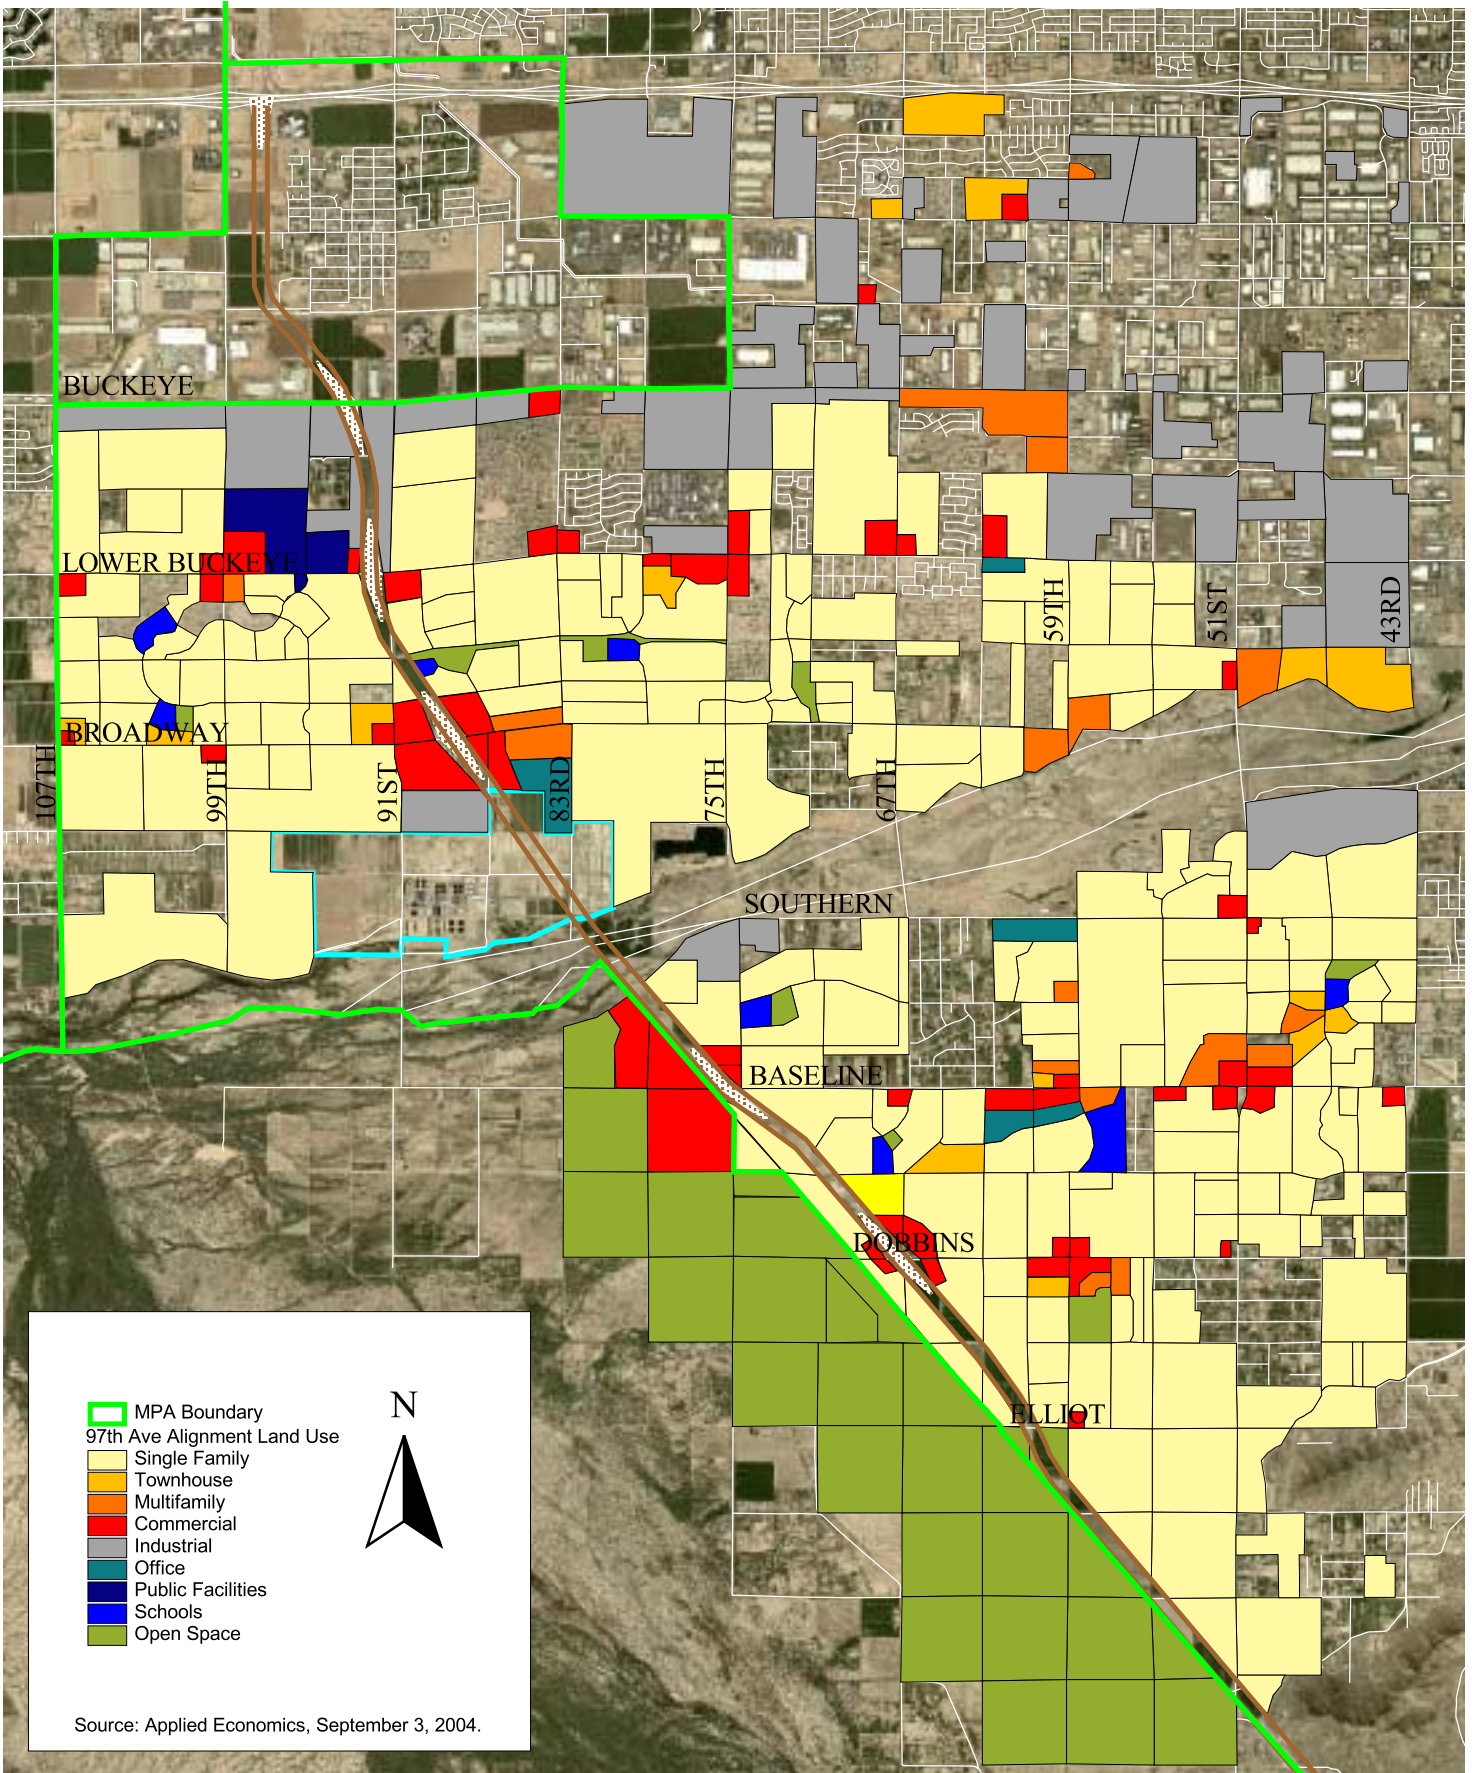 BUCKEYE
LOWER BUCKEYE
59TH
51ST
43RD
BROADWAY
107TH
99TH
91ST
83RD
75TH
67TH
SOUTHERN
BASELINE
DOBBINS
ELLIOT
N
MPA Boundary
97th Ave Alignment Land Use
Single Family
Townhouse
Multifamily
Commercial
Industrial
Office
Public Facilities
Schools
Open Space
Source: Applied Economics, September 3, 2004.